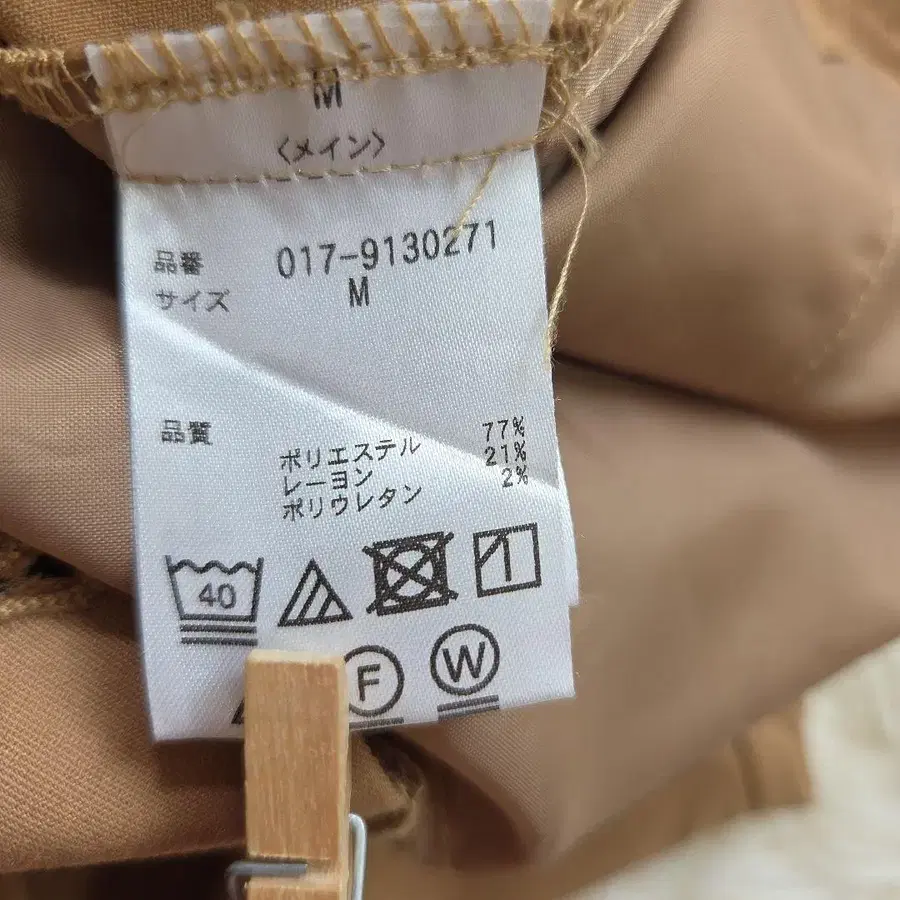 M
〈メイン〉
品番 017-9130271
サイズ M
品質 ポリエステル 77%
レーヨン 21%
ポリウレタン 2%
40
F W